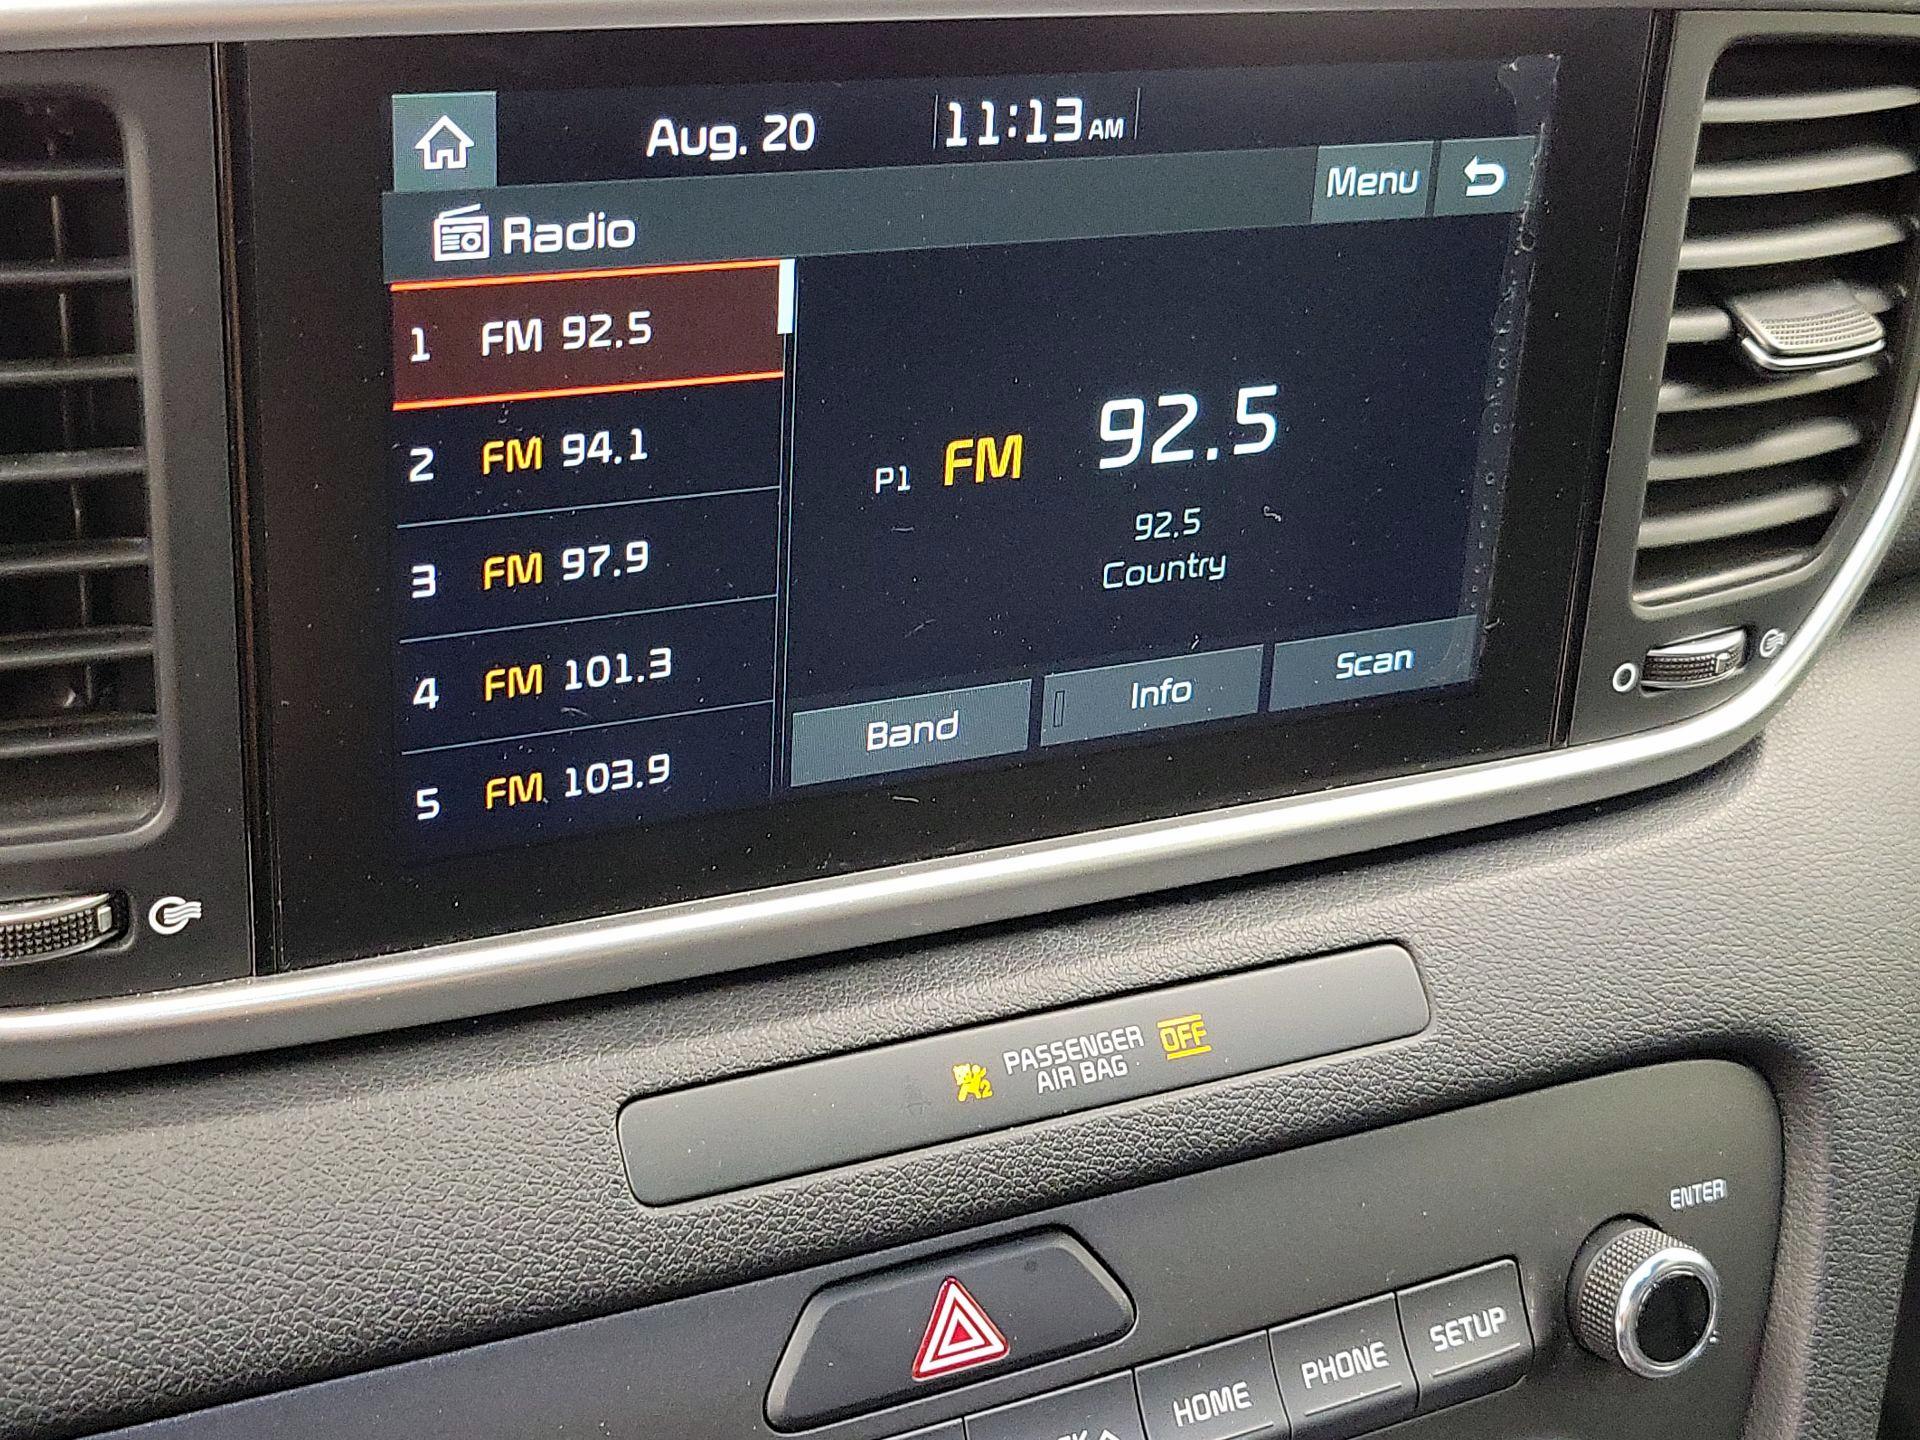 Aug. 20 11:13 AM
Menu
Radio
1 FM 92.5
2 FM 94.1
3 FM 97.9
4 FM 101.3
5 FM 103.9
P1 FM 92.5
92.5
Country
Band Info Scan
2 PASSENGER OFF
AIR BAG
ENTER
HOME PHONE SETUP